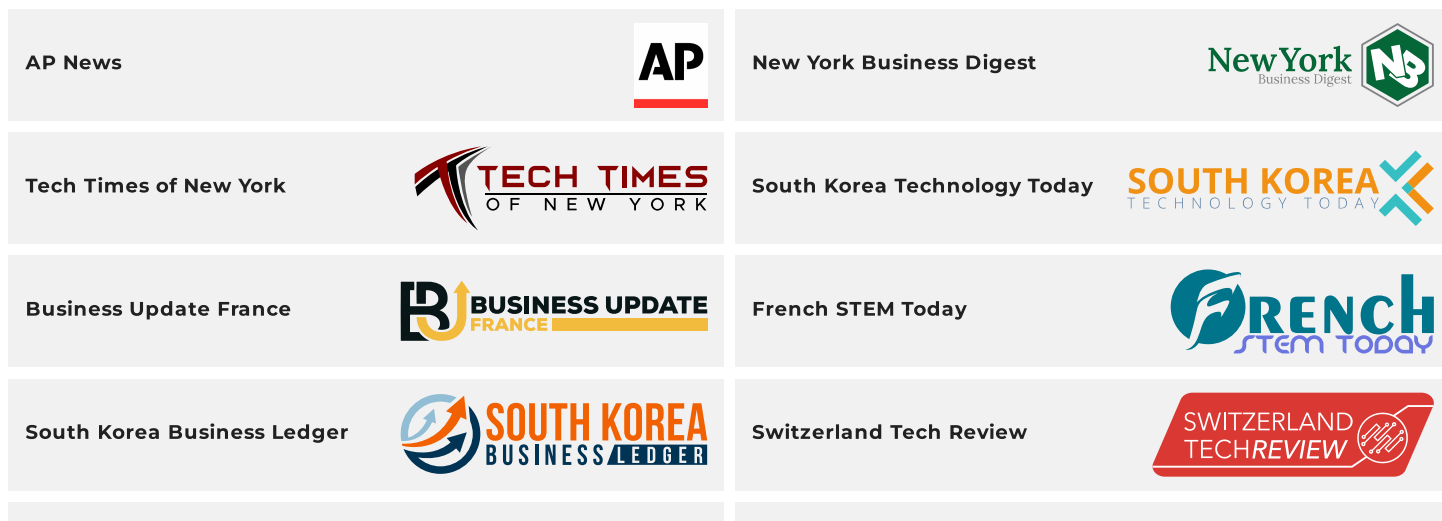 AP News
AP
New York Business Digest
New York
Business Digest
NB
Tech Times of New York
TECH TIMES
OF NEW YORK
South Korea Technology Today
SOUTH KOREA
TECHNOLOGY TODAY
Business Update France
BU
BUSINESS UPDATE
FRANCE
French STEM Today
FRENCH
STEM TODAY
South Korea Business Ledger
SOUTH KOREA
BUSINESS LEDGER
Switzerland Tech Review
SWITZERLAND
TECHREVIEW